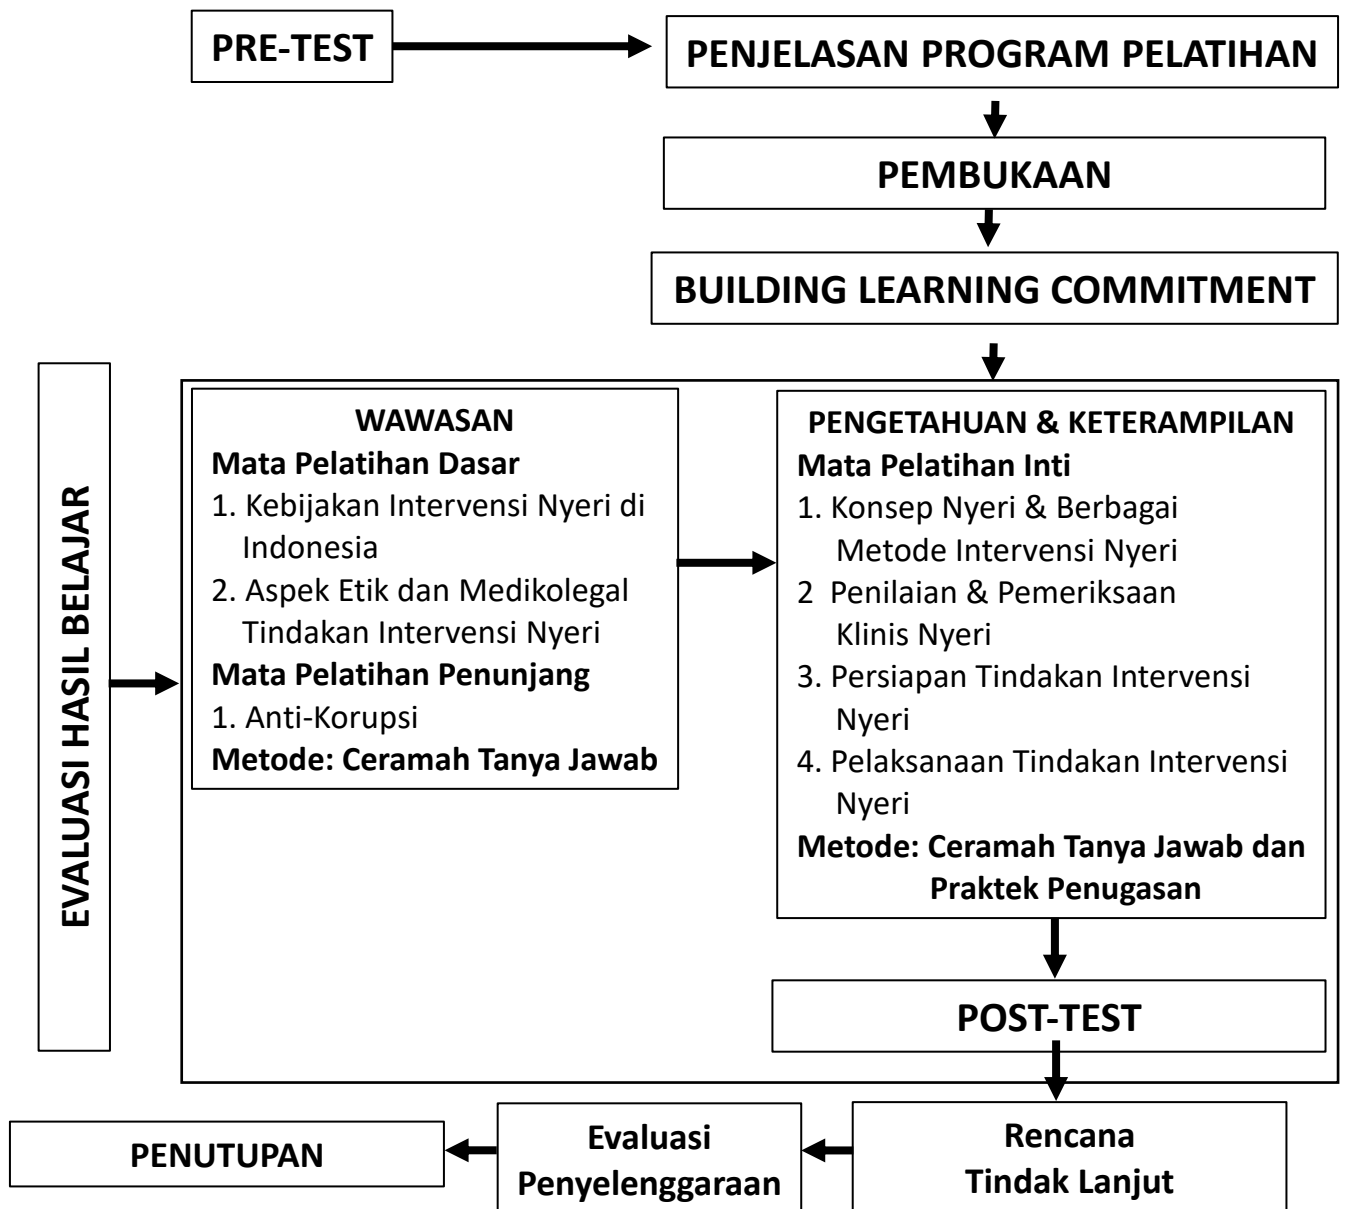 PRE-TEST
PENJELASAN PROGRAM PELATIHAN
PEMBUKAAN
BUILDING LEARNING COMMITMENT
EVALUASI HASIL BELAJAR
WAWASAN
Mata Pelatihan Dasar
1. Kebijakan Intervensi Nyeri di
Indonesia
2. Aspek Etik dan Medikolegal
Tindakan Intervensi Nyeri
Mata Pelatihan Penunjang
1. Anti-Korupsi
Metode: Ceramah Tanya Jawab
PENGETAHUAN & KETERAMPILAN
Mata Pelatihan Inti
1. Konsep Nyeri & Berbagai
Metode Intervensi Nyeri
2 Penilaian & Pemeriksaan
Klinis Nyeri
3. Persiapan Tindakan Intervensi
Nyeri
4. Pelaksanaan Tindakan Intervensi
Nyeri
Metode: Ceramah Tanya Jawab dan
Praktek Penugasan
POST-TEST
Rencana
Tindak Lanjut
Evaluasi
Penyelenggaraan
PENUTUPAN